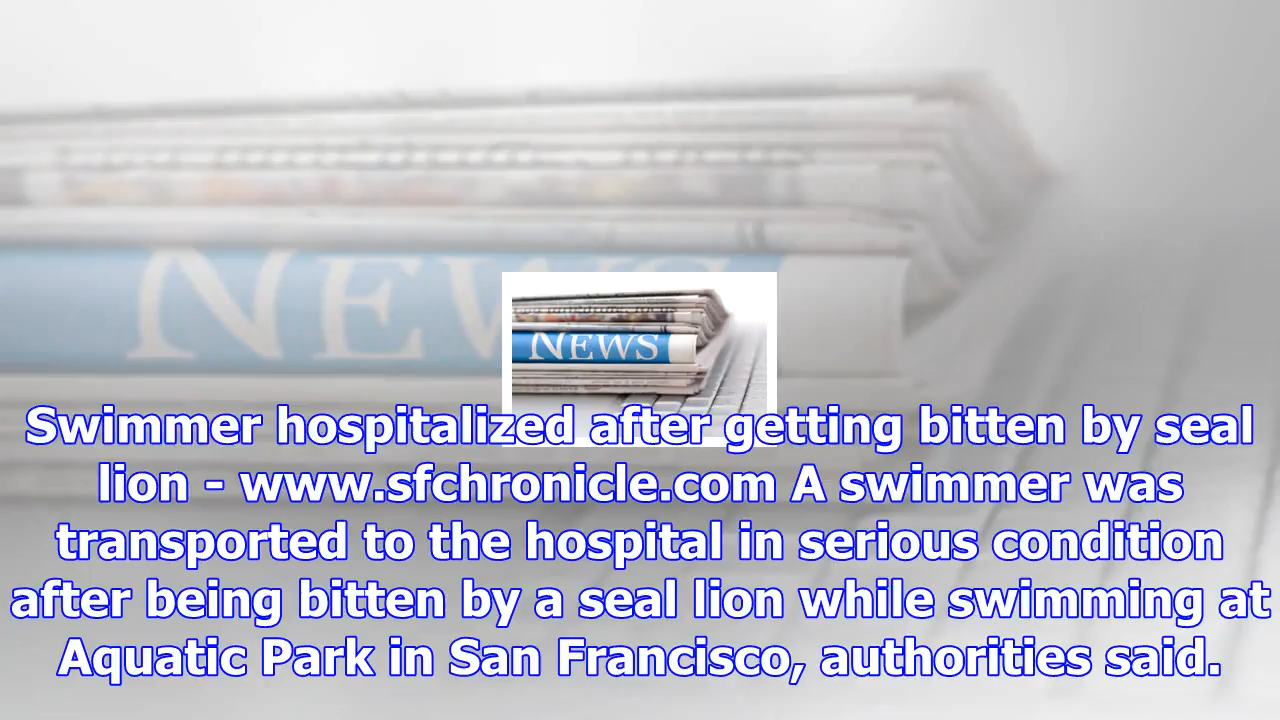 NEWS
NEWS
Swimmer hospitalized after getting bitten by seal
lion - www.sfchronicle.com A swimmer was
transported to the hospital in serious condition
after being bitten by a seal lion while swimming at
Aquatic Park in San Francisco, authorities said.